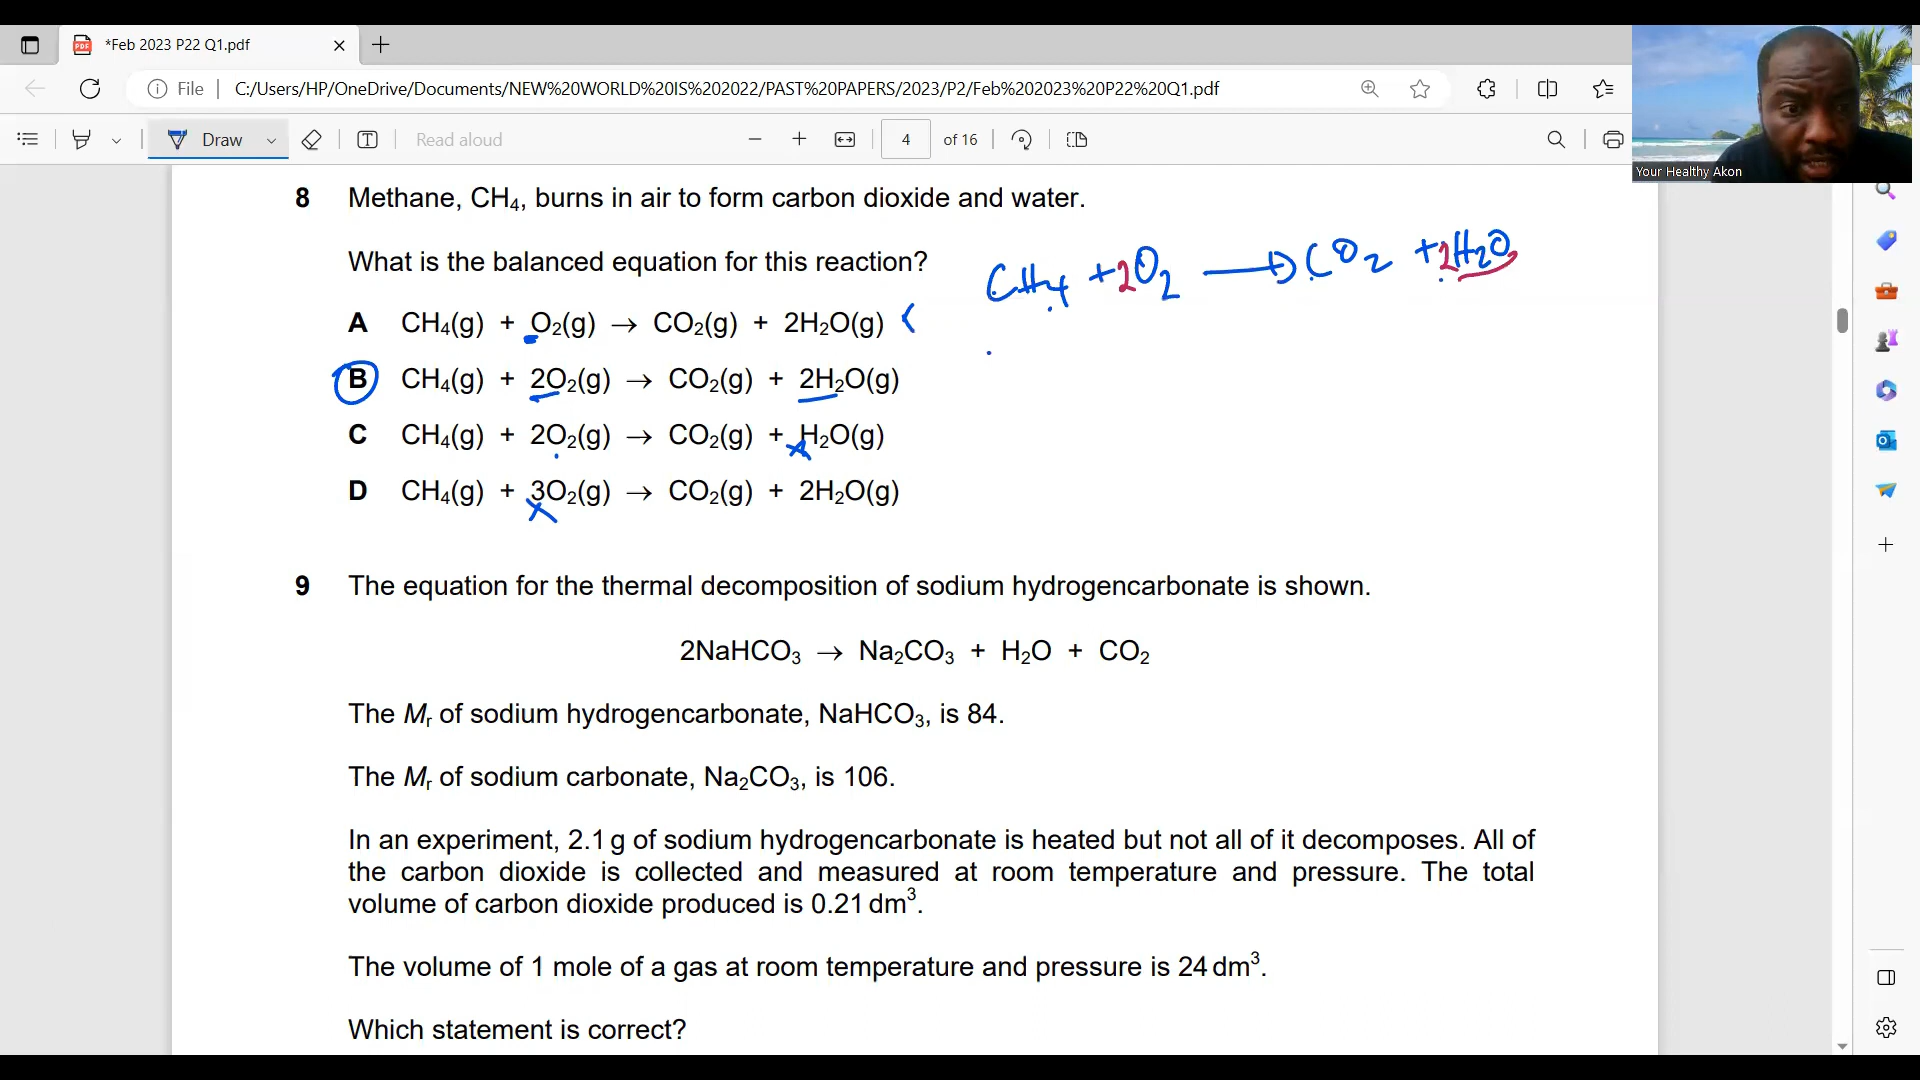 *Feb 2023 P22 Q1.pdf
File
C:/Users/HP/OneDrive/Documents/NEW%20WORLD%20IS%202022/PAST%20PAPERS/2023/P2/Feb%202023%20P22%20Q1.pdf
Draw
Read aloud
4 of 16
Your Healthy Akon
8 Methane, CH₄, burns in air to form carbon dioxide and water.
What is the balanced equation for this reaction?
CH₄ + 2O₂ → CO₂ + 2H₂O
A CH₄(g) + O₂(g) → CO₂(g) + 2H₂O(g)
B CH₄(g) + 2O₂(g) → CO₂(g) + 2H₂O(g)
C CH₄(g) + 2O₂(g) → CO₂(g) + H₂O(g)
D CH₄(g) + 3O₂(g) → CO₂(g) + 2H₂O(g)
9 The equation for the thermal decomposition of sodium hydrogencarbonate is shown.
2NaHCO₃ → Na₂CO₃ + H₂O + CO₂
The Mᵣ of sodium hydrogencarbonate, NaHCO₃, is 84.
The Mᵣ of sodium carbonate, Na₂CO₃, is 106.
In an experiment, 2.1 g of sodium hydrogencarbonate is heated but not all of it decomposes. All of
the carbon dioxide is collected and measured at room temperature and pressure. The total
volume of carbon dioxide produced is 0.21 dm³.
The volume of 1 mole of a gas at room temperature and pressure is 24 dm³.
Which statement is correct?